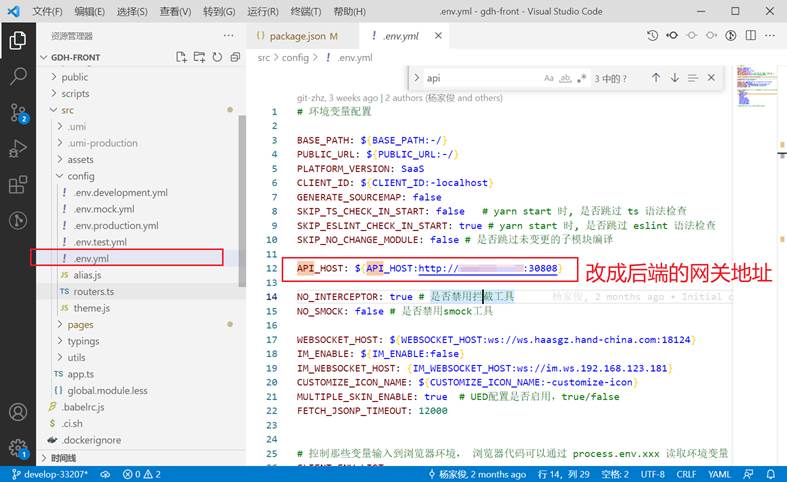 文件(F) 编辑(E) 选择(S) 查看(V) 转到(G) 运行(R) 终端(T) 帮助(H) .env.yml - gdh-front - Visual Studio Code
资源管理器
package.json M
.env.yml
GDH-FRONT
src > config > .env.yml
public
scripts
src
.umi
.umi-production
assets
config
.env.development.yml
.env.mock.yml
.env.production.yml
.env.test.yml
.env.yml
alias.js
JS
routers.ts
TS
theme.js
JS
pages
typings
utils
app.ts
TS
global.module.less
.babelrc.js
.ci.sh
.dockerignore
时间线
api
Aa
3 中的 ?
git-zhz, 3 weeks ago | 2 authors (杨家俊 and others)
1 # 环境变量配置
2
3 BASE_PATH: ${BASE_PATH:-/}
4 PUBLIC_URL: ${PUBLIC_URL:-/}
5 PLATFORM_VERSION: SaaS
6 CLIENT_ID: ${CLIENT_ID:-localhost}
7 GENERATE_SOURCEMAP: false
8 SKIP_TS_CHECK_IN_START: false # yarn start 时, 是否跳过 ts 语法检查
9 SKIP_ESLINT_CHECK_IN_START: true # yarn start 时, 是否跳过 eslint 语法检查
10 SKIP_NO_CHANGE_MODULE: false # 是否跳过未变更的子模块编译
11
12 API_HOST: ${API_HOST:http://:30808}
改成后端的网关地址
14 NO_INTERCEPTOR: true # 是否禁用拦截工具 杨家俊, 2 months ago • Initial c
15 NO_SMOCK: false # 是否禁用smock工具
16
17 WEBSOCKET_HOST: ${WEBSOCKET_HOST:ws://ws.haasgz.hand-china.com:18124}
18 IM_ENABLE: ${IM_ENABLE:false}
19 IM_WEBSOCKET_HOST: {IM_WEBSOCKET_HOST:ws://im.ws.192.168.123.181}
20 CUSTOMIZE_ICON_NAME: ${CUSTOMIZE_ICON_NAME:-customize-icon}
21 MULTIPLE_SKIN_ENABLE: true # UED配置是否启用，true/false
22 FETCH_JSONP_TIMEOUT: 12000
23
24
25 # 控制那些变量输入到浏览器环境， 浏览器代码可以通过 process.env.xxx 读取环境变量
2
1
develop-33207* 0 2 杨家俊, 2 months ago 行 14，列 29 空格: 2 UTF-8 CRLF YAML